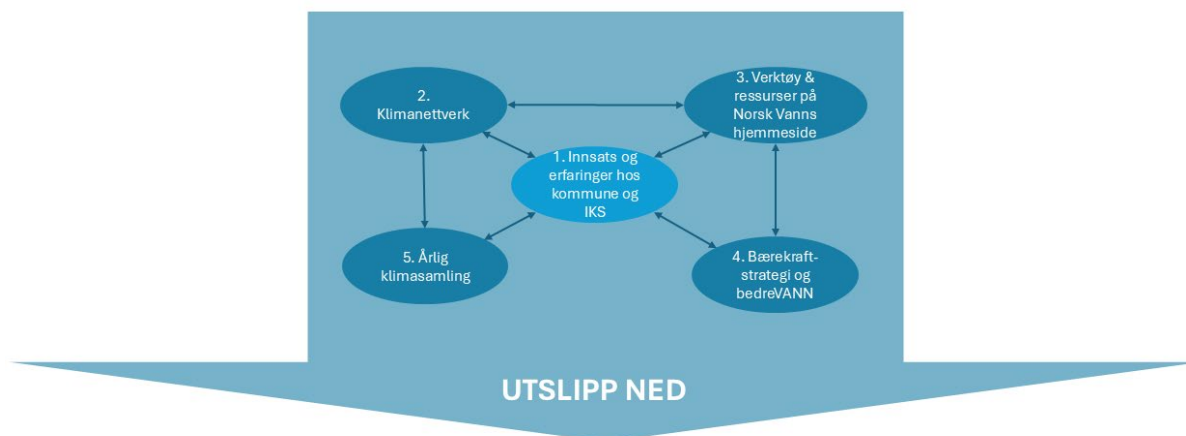 2.
Klimanettverk
3. Verktøy &
ressurser på
Norsk Vanns
hjemmeside
1. Innsats og
erfaringer hos
kommune og
IKS
5. Årlig
klimasamling
4. Bærekraft-
strategi og
bedreVANN
UTSLIPP NED